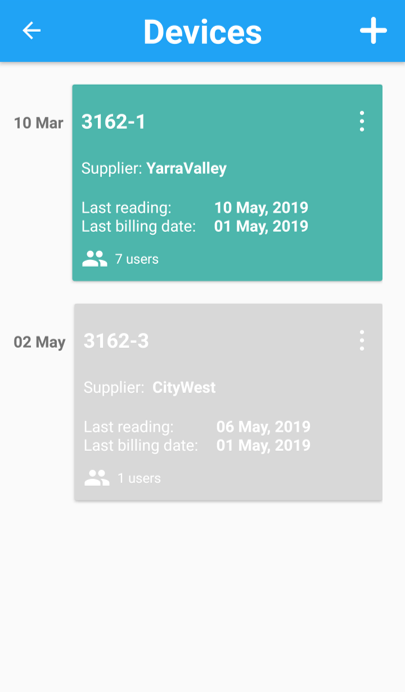 Devices
10 Mar
3162-1
Supplier: YarraValley
Last reading: 10 May, 2019
Last billing date: 01 May, 2019
7 users
02 May
3162-3
Supplier: CityWest
Last reading: 06 May, 2019
Last billing date: 01 May, 2019
1 users